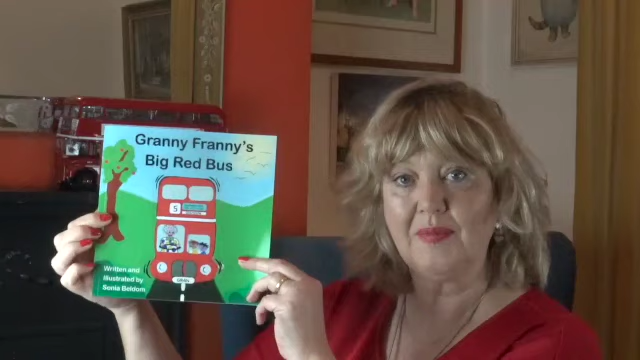 Granny Franny's
Big Red Bus
5
Written and
Illustrated by
Sonia Beldom